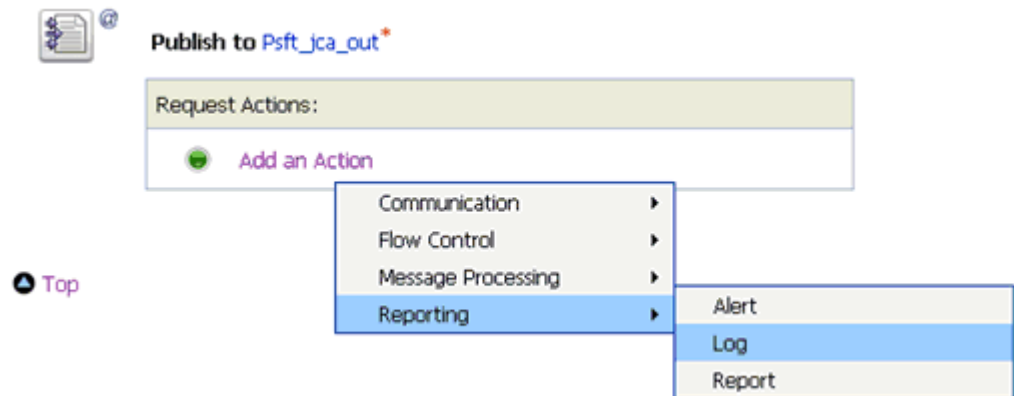 @
Publish to Psft_jca_out*
Request Actions:
Add an Action
Communication
Flow Control
Message Processing
Reporting
Top
Alert
Log
Report